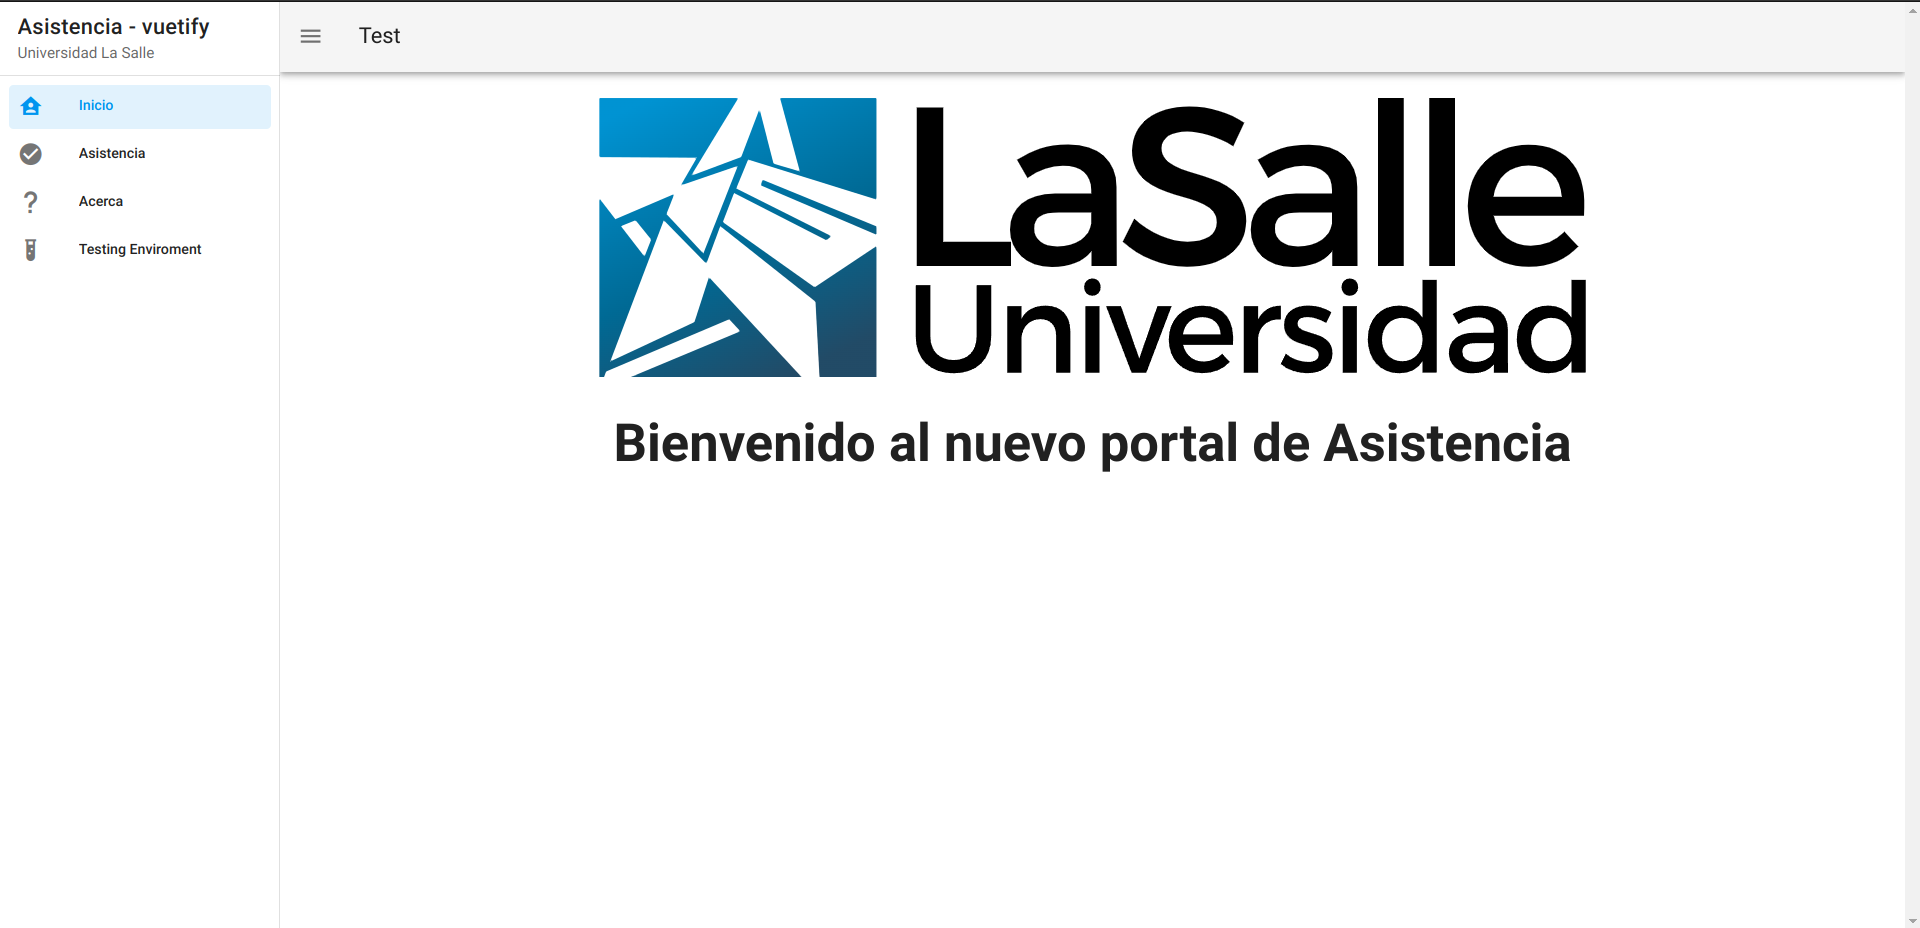 Asistencia - vuetify
Universidad La Salle
Inicio
Asistencia
Acerca
Testing Enviroment
Test
LaSalle
Universidad
Bienvenido al nuevo portal de Asistencia